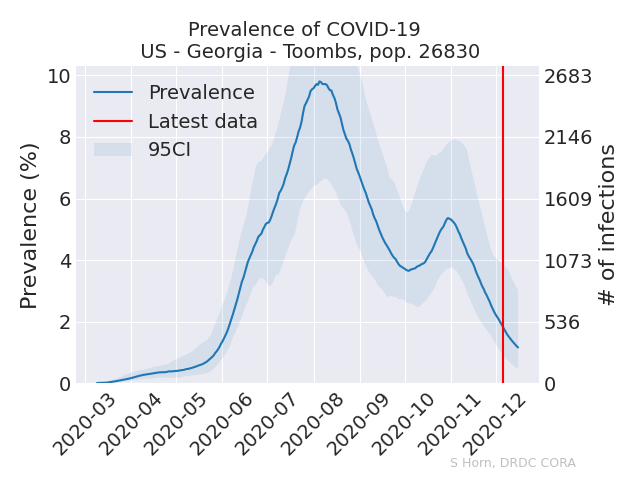 Prevalence of COVID-19
US - Georgia - Toombs, pop. 26830
Prevalence (%)
# of infections
10
8
6
4
2
0
2683
2146
1609
1073
536
0
Prevalence
Latest data
95CI
2020-03
2020-04
2020-05
2020-06
2020-07
2020-08
2020-09
2020-10
2020-11
2020-12
S Horn, DRDC CORA